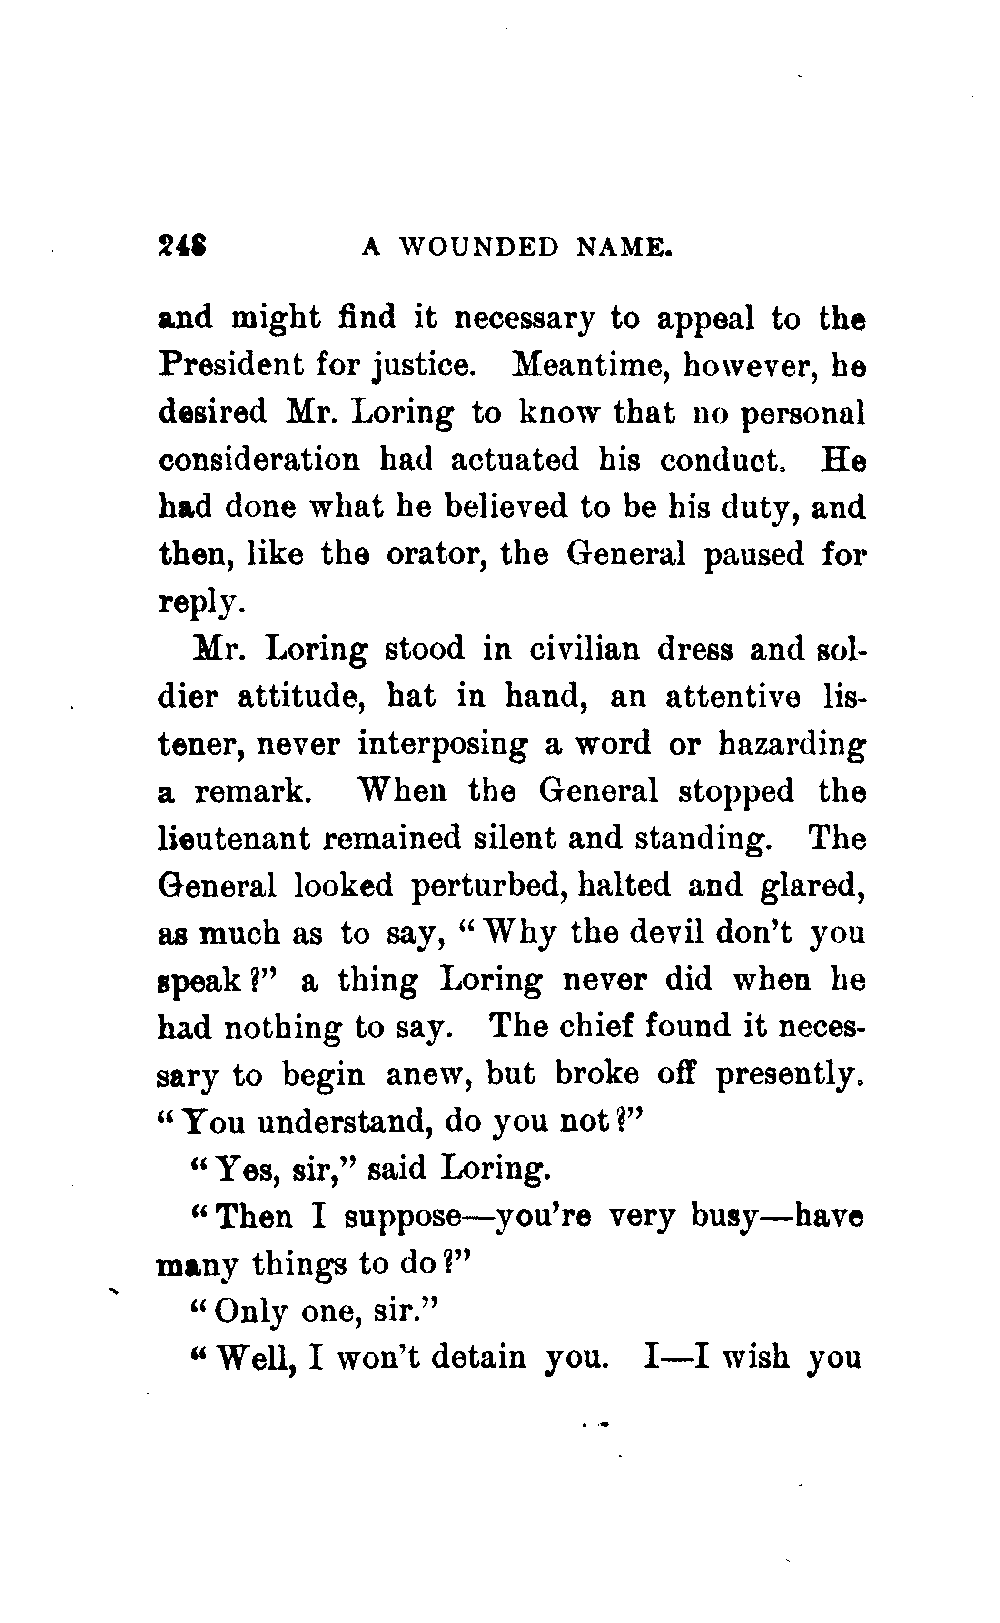 248 A WOUNDED NAME.
and might find it necessary to appeal to the
President for justice. Meantime, however, he
desired Mr. Loring to know that no personal
consideration had actuated his conduct. He
had done what he believed to be his duty, and
then, like the orator, the General paused for
reply.
Mr. Loring stood in civilian dress and sol-
dier attitude, hat in hand, an attentive lis-
tener, never interposing a word or hazarding
a remark. When the General stopped the
lieutenant remained silent and standing. The
General looked perturbed, halted and glared,
as much as to say, “Why the devil don’t you
speak?” a thing Loring never did when he
had nothing to say. The chief found it neces-
sary to begin anew, but broke off presently.
“You understand, do you not?”
“Yes, sir,” said Loring.
“Then I suppose—you’re very busy—have
many things to do?”
“Only one, sir.”
“Well, I won’t detain you. I—I wish you